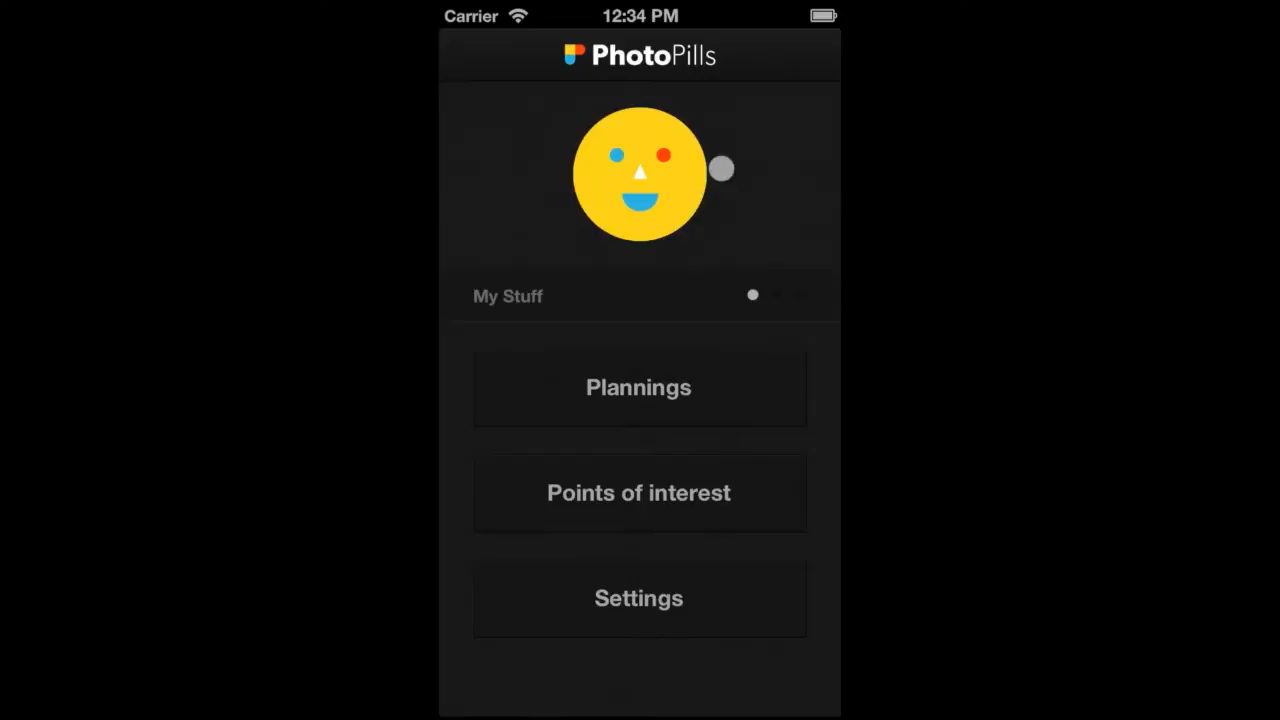 Carrier 12:34 PM
PhotoPills
My Stuff
Plannings
Points of interest
Settings